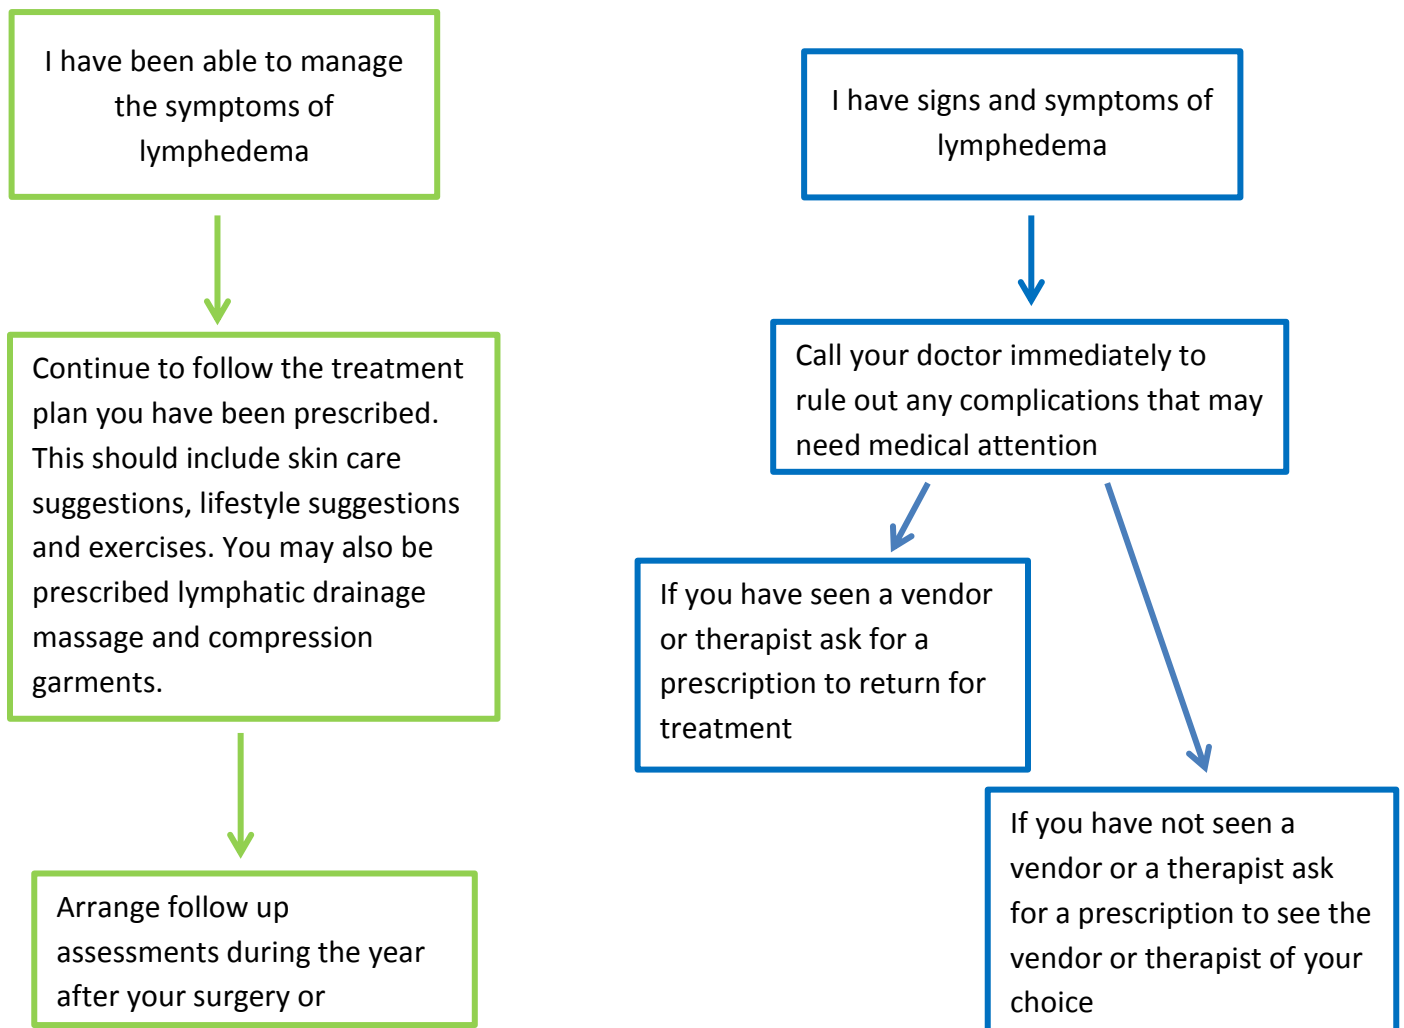 I have been able to manage
the symptoms of
lymphedema
Continue to follow the treatment
plan you have been prescribed.
This should include skin care
suggestions, lifestyle suggestions
and exercises. You may also be
prescribed lymphatic drainage
massage and compression
garments.
Arrange follow up
assessments during the year
after your surgery or
I have signs and symptoms of
lymphedema
Call your doctor immediately to
rule out any complications that may
need medical attention
If you have seen a vendor
or therapist ask for a
prescription to return for
treatment
If you have not seen a
vendor or a therapist ask
for a prescription to see the
vendor or therapist of your
choice